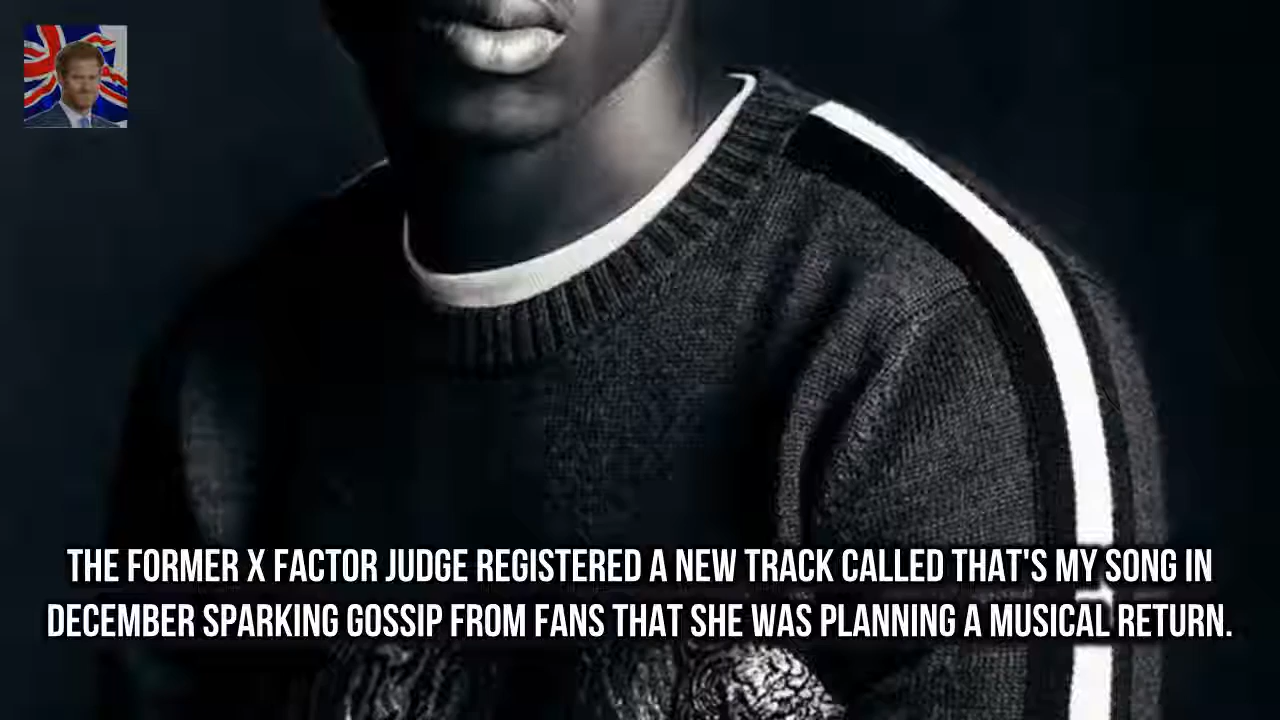 THE FORMER X FACTOR JUDGE REGISTERED A NEW TRACK CALLED THAT'S MY SONG IN
DECEMBER SPARKING GOSSIP FROM FANS THAT SHE WAS PLANNING A MUSICAL RETURN.